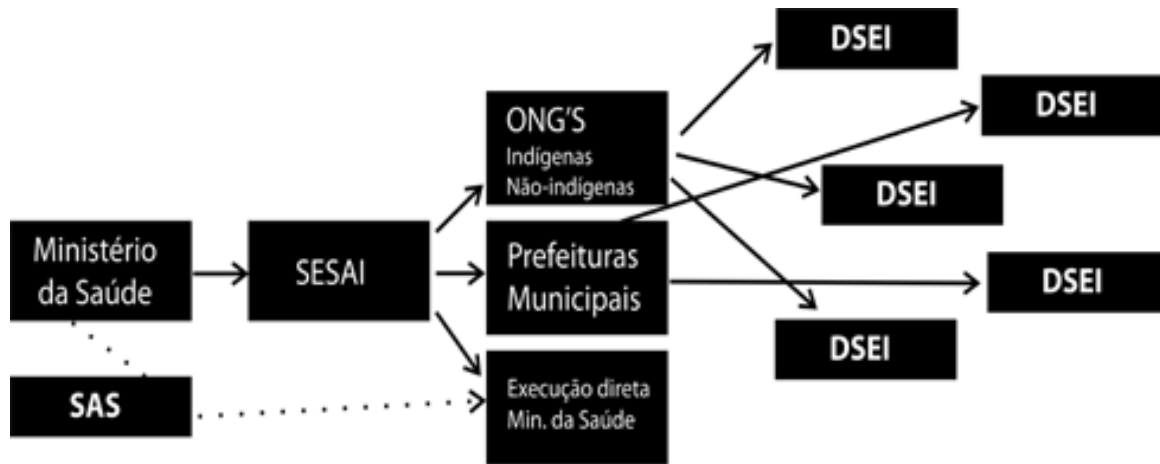 DSEI
ONG'S
Indígenas
Não-indígenas
DSEI
DSEI
Ministério
da Saúde
SESAI
Prefeituras
Municipais
DSEI
DSEI
SAS
Execução direta
Min. da Saúde